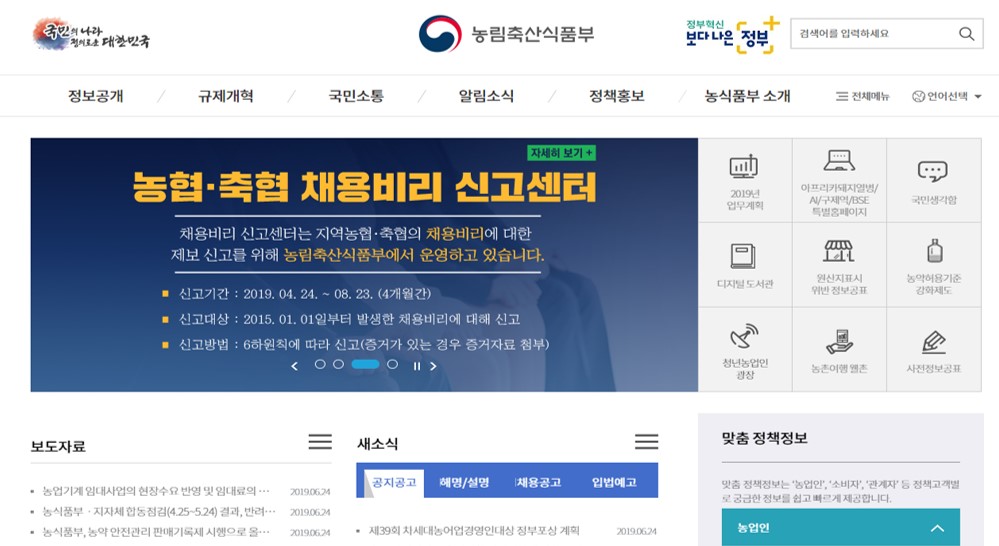 국민의 나라
정의로운 대한민국
농림축산식품부
정부혁신
보다나은 정부
검색어를 입력하세요
정보공개 / 규제개혁 / 국민소통 / 알림소식 / 정책홍보 / 농식품부 소개 전체메뉴 언어선택
자세히 보기 +
농협·축협 채용비리 신고센터
채용비리 신고센터는 지역농협·축협의 채용비리에 대한
제보 신고를 위해 농림축산식품부에서 운영하고 있습니다.
신고기간 : 2019. 04. 24. ~ 08. 23. (4개월간)
신고대상 : 2015. 01. 01일부터 발생한 채용비리에 대해 신고
신고방법 : 6하원칙에 따라 신고(증거가 있는 경우 증거자료 첨부)
2019년
업무계획
아프리카돼지열병/
AI/구제역/BSE
특별홈페이지
국민생각함
디지털 도서관
원산지표시
위반 정보공표
농약허용기준
강화제도
청년농업인
광장
농촌여행 웰촌
사전정보공표
보도자료
농업기계 임대사업의 현장수요 반영 및 임대료의 ··· 2019.06.24
농식품부 · 지자체 합동점검(4.25~5.24) 결과, 반려··· 2019.06.24
농식품부, 농약 안전관리 판매기록제 시행으로 올··· 2019.06.24
새소식
공지공고 해명/설명 채용공고 입법예고
제39회 차세대농어업경영인대상 정부포상 계획 2019.06.24
맞춤 정책정보
맞춤 정책정보는 '농업인', '소비자', '관계자' 등 정책고객별
로 궁금한 정보를 쉽고 빠르게 제공합니다.
농업인